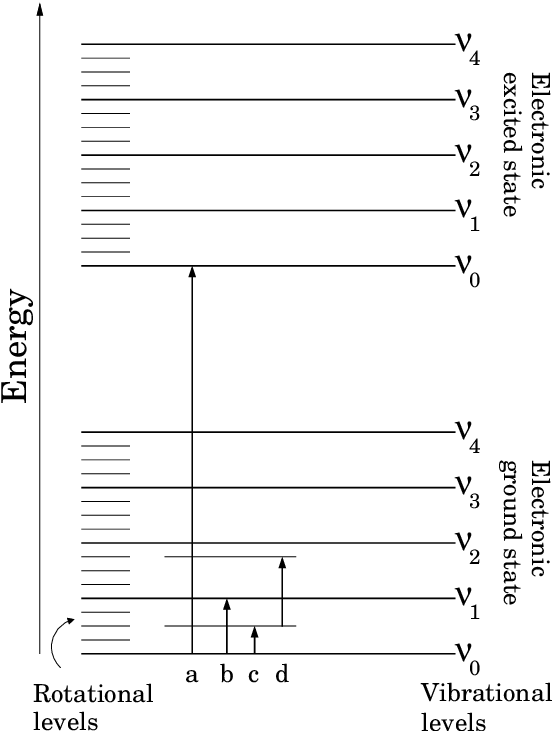 ν4
ν3
ν2
ν1
ν0
Electronic
excited state
Energy
ν4
ν3
ν2
ν1
ν0
Electronic
ground state
a b c d
Rotational
levels
Vibrational
levels